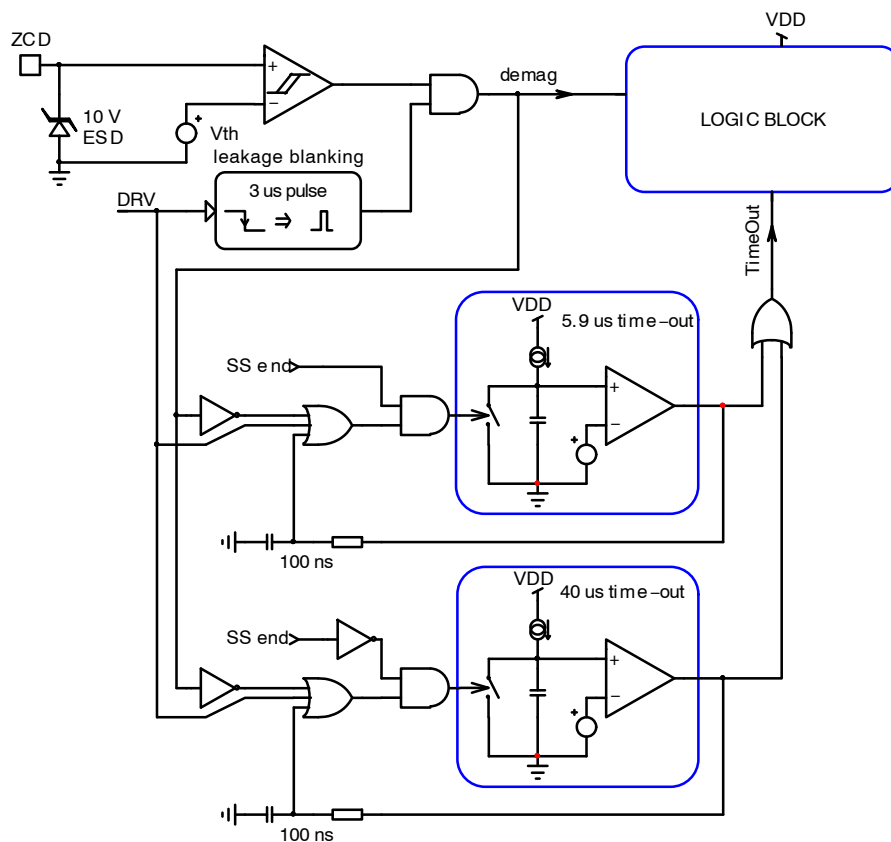 ZCD
VDD
+
−
10 V
ESD
+
Vth
demag
LOGIC BLOCK
leakage blanking
3 us pulse
DRV
TimeOut
VDD
5.9 us time−out
SS end
+
−
+
100 ns
VDD
40 us time−out
SS end
+
−
+
100 ns